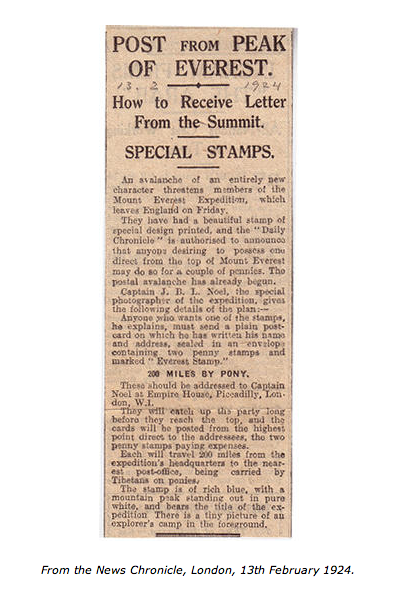 POST FROM PEAK
OF EVEREST.
13. 2 1924
How to Receive Letter
From the Summit.
SPECIAL STAMPS.
An avalanche of an entirely new
character threatens members of the
Mount Everest Expedition, which
leaves England on Friday.
They have had a beautiful stamp of
special design printed, and the "Daily
Chronicle" is authorised to announce
that anyone desiring to possess one
direct from the top of Mount Everest
may do so for a couple of pennies. The
postal avalanche has already begun.
Captain J. B. L. Noel, the special
photographer of the expedition, gives
the following details of the plan:—
Anyone who wants one of the stamps,
he explains, must send a plain post-
card on which he has written his name
and address, sealed in an envelope
containing two penny stamps and
marked "Everest Stamp."
200 MILES BY PONY.
These should be addressed to Captain
Noel at Empire House, Piccadilly, Lon-
don, W.1.
They will catch up the party long
before they reach the top, and the
cards will be posted from the highest
point direct to the addressees, the two
penny stamps paying expenses.
Each will travel 200 miles from the
expedition's headquarters to the near-
est post-office, being carried by
Tibetans on ponies.
The stamp is of rich blue, with a
mountain peak standing out in pure
white, and bears the title of the ex-
pedition. There is a tiny picture of an
explorer's camp in the foreground.
From the News Chronicle, London, 13th February 1924.